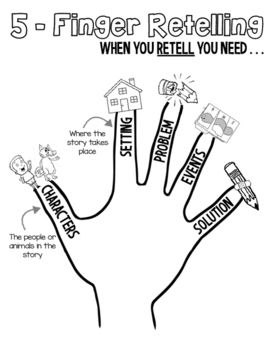 5 - Finger Retelling
WHEN YOU RETELL YOU NEED . . .
Where the
story takes
place
SETTING
PROBLEM
EVENTS
CHARACTERS
SOLUTION
The people or
animals in the
story